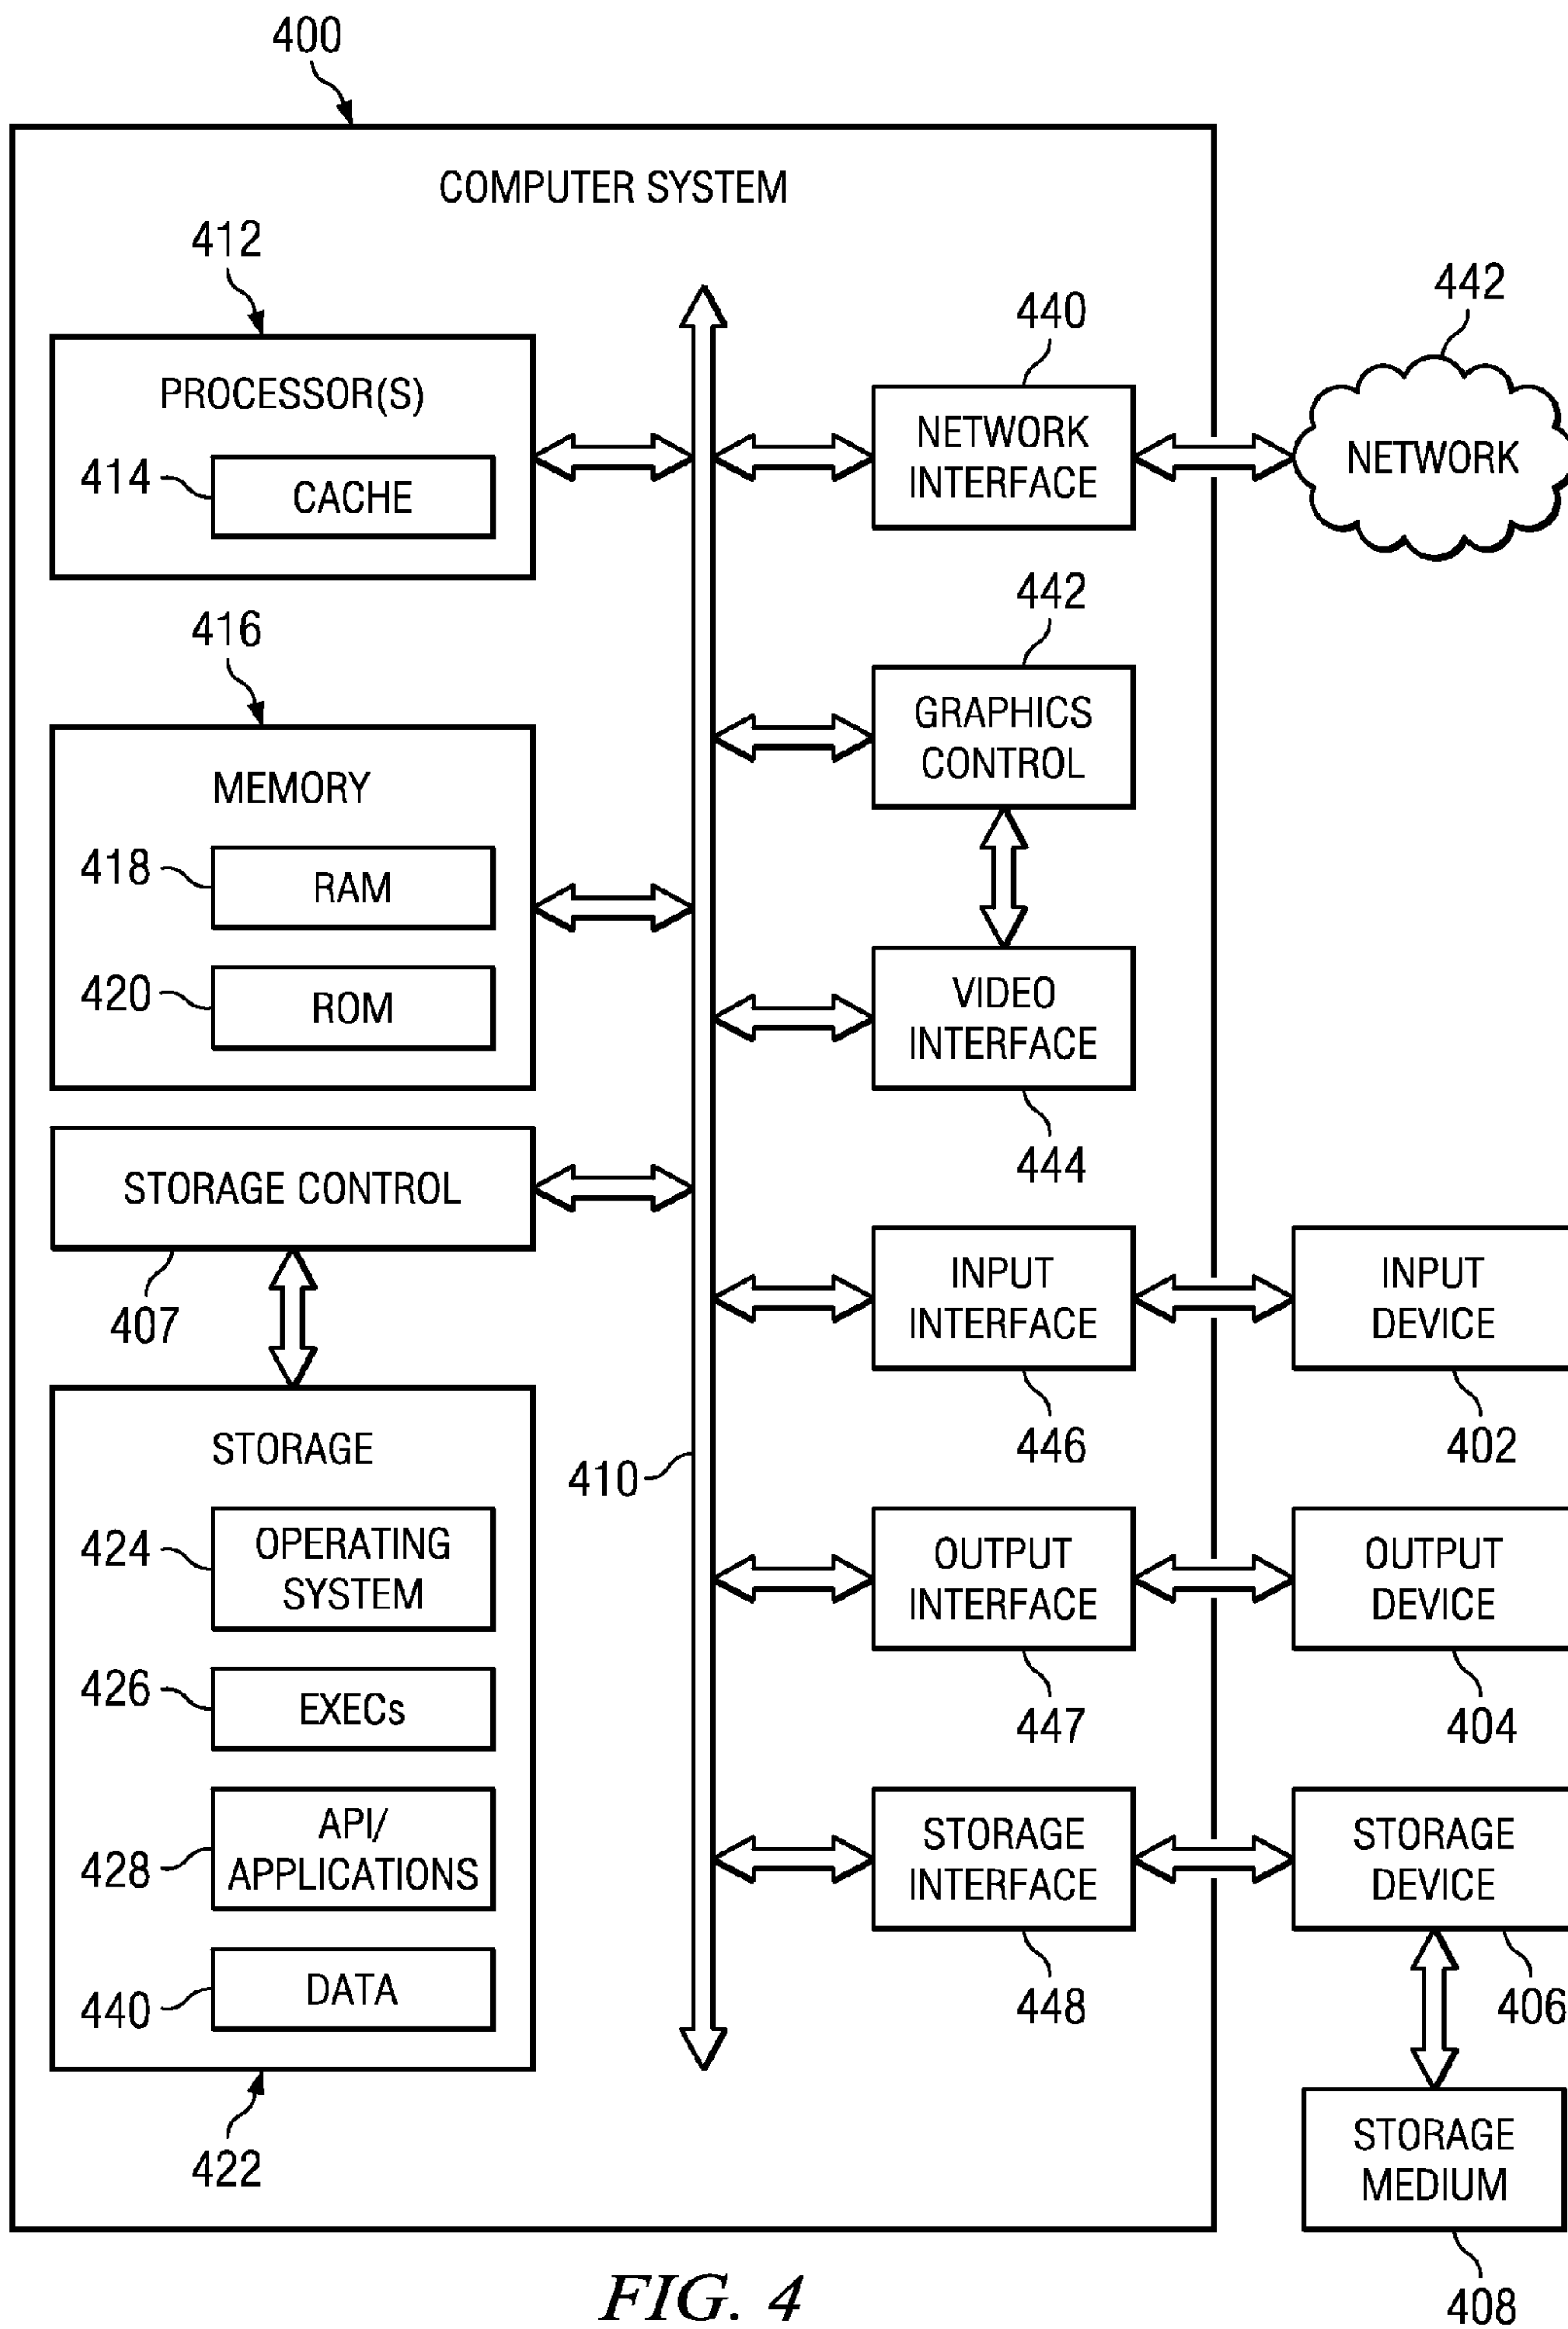 400
COMPUTER SYSTEM
412
PROCESSOR(S)
414
CACHE
416
MEMORY
418
RAM
420
ROM
STORAGE CONTROL
407
STORAGE
424
OPERATING
SYSTEM
426
EXECs
428
API/
APPLICATIONS
440
DATA
422
410
440
NETWORK
INTERFACE
442
NETWORK
442
GRAPHICS
CONTROL
VIDEO
INTERFACE
444
INPUT
INTERFACE
446
INPUT
DEVICE
402
OUTPUT
INTERFACE
447
OUTPUT
DEVICE
404
STORAGE
INTERFACE
448
STORAGE
DEVICE
406
STORAGE
MEDIUM
408
FIG. 4